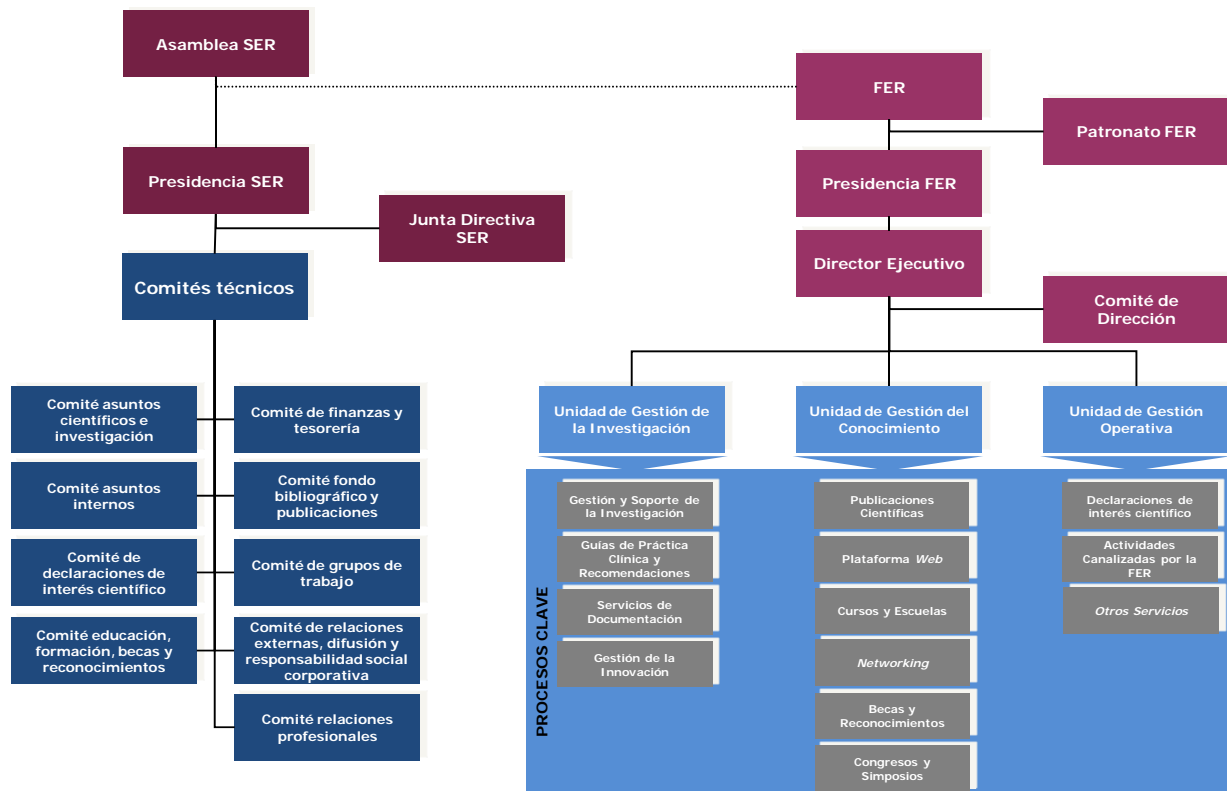 Asamblea SER
FER
Patronato FER
Presidencia SER
Presidencia FER
Junta Directiva
SER
Director Ejecutivo
Comités técnicos
Comité de
Dirección
Comité asuntos
científicos e
investigación
Comité de finanzas y
tesorería
Comité asuntos
internos
Comité fondo
bibliográfico y
publicaciones
Comité de
declaraciones de
interés científico
Comité de grupos de
trabajo
Comité educación,
formación, becas y
reconocimientos
Comité de relaciones
externas, difusión y
responsabilidad social
corporativa
Comité relaciones
profesionales
Unidad de Gestión de
la Investigación
Unidad de Gestión del
Conocimiento
Unidad de Gestión
Operativa
PROCESOS CLAVE
Gestión y Soporte de
la Investigación
Guías de Práctica
Clínica y
Recomendaciones
Servicios de
Documentación
Gestión de la
Innovación
Publicaciones
Científicas
Plataforma Web
Cursos y Escuelas
Networking
Becas y
Reconocimientos
Congresos y
Simposios
Declaraciones de
interés científico
Actividades
Canalizadas por la
FER
Otros Servicios